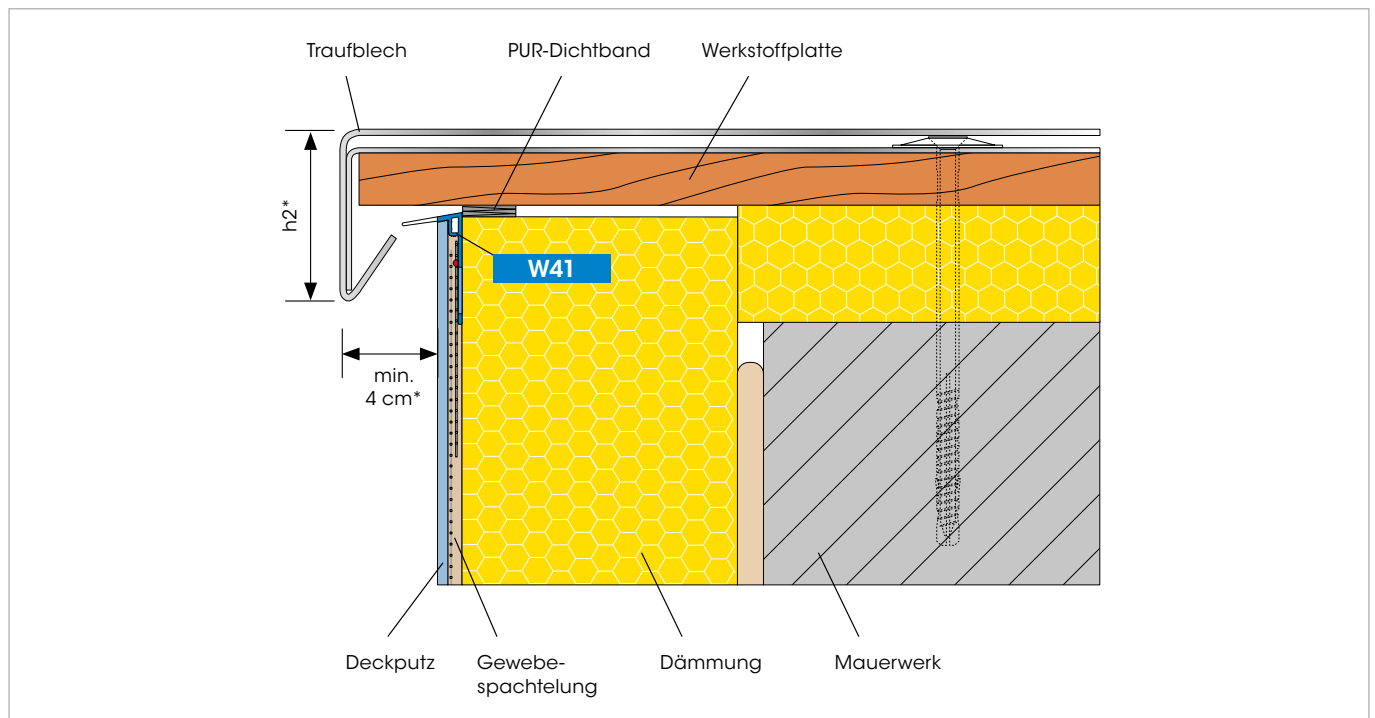 Traufblech
PUR-Dichtband
Werkstoffplatte
h2*
W41
min.
4 cm*
Deckputz
Gewebe-
spachtelung
Dämmung
Mauerwerk